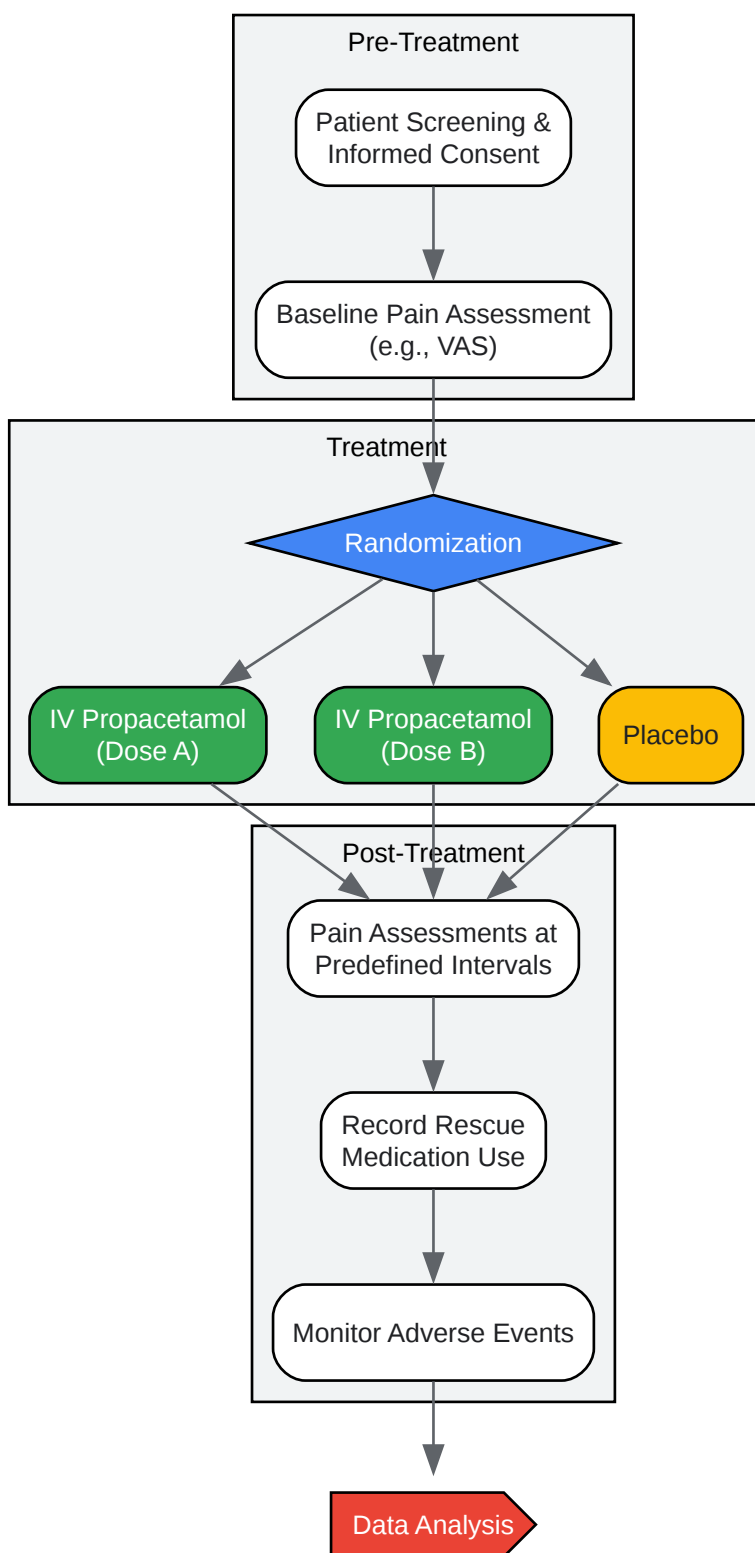 Pre-Treatment
Patient Screening &
Informed Consent
Baseline Pain Assessment
(e.g., VAS)
Treatment
Randomization
IV Propacetamol
(Dose A)
IV Propacetamol
(Dose B)
Placebo
Post-Treatment
Pain Assessments at
Predefined Intervals
Record Rescue
Medication Use
Monitor Adverse Events
Data Analysis